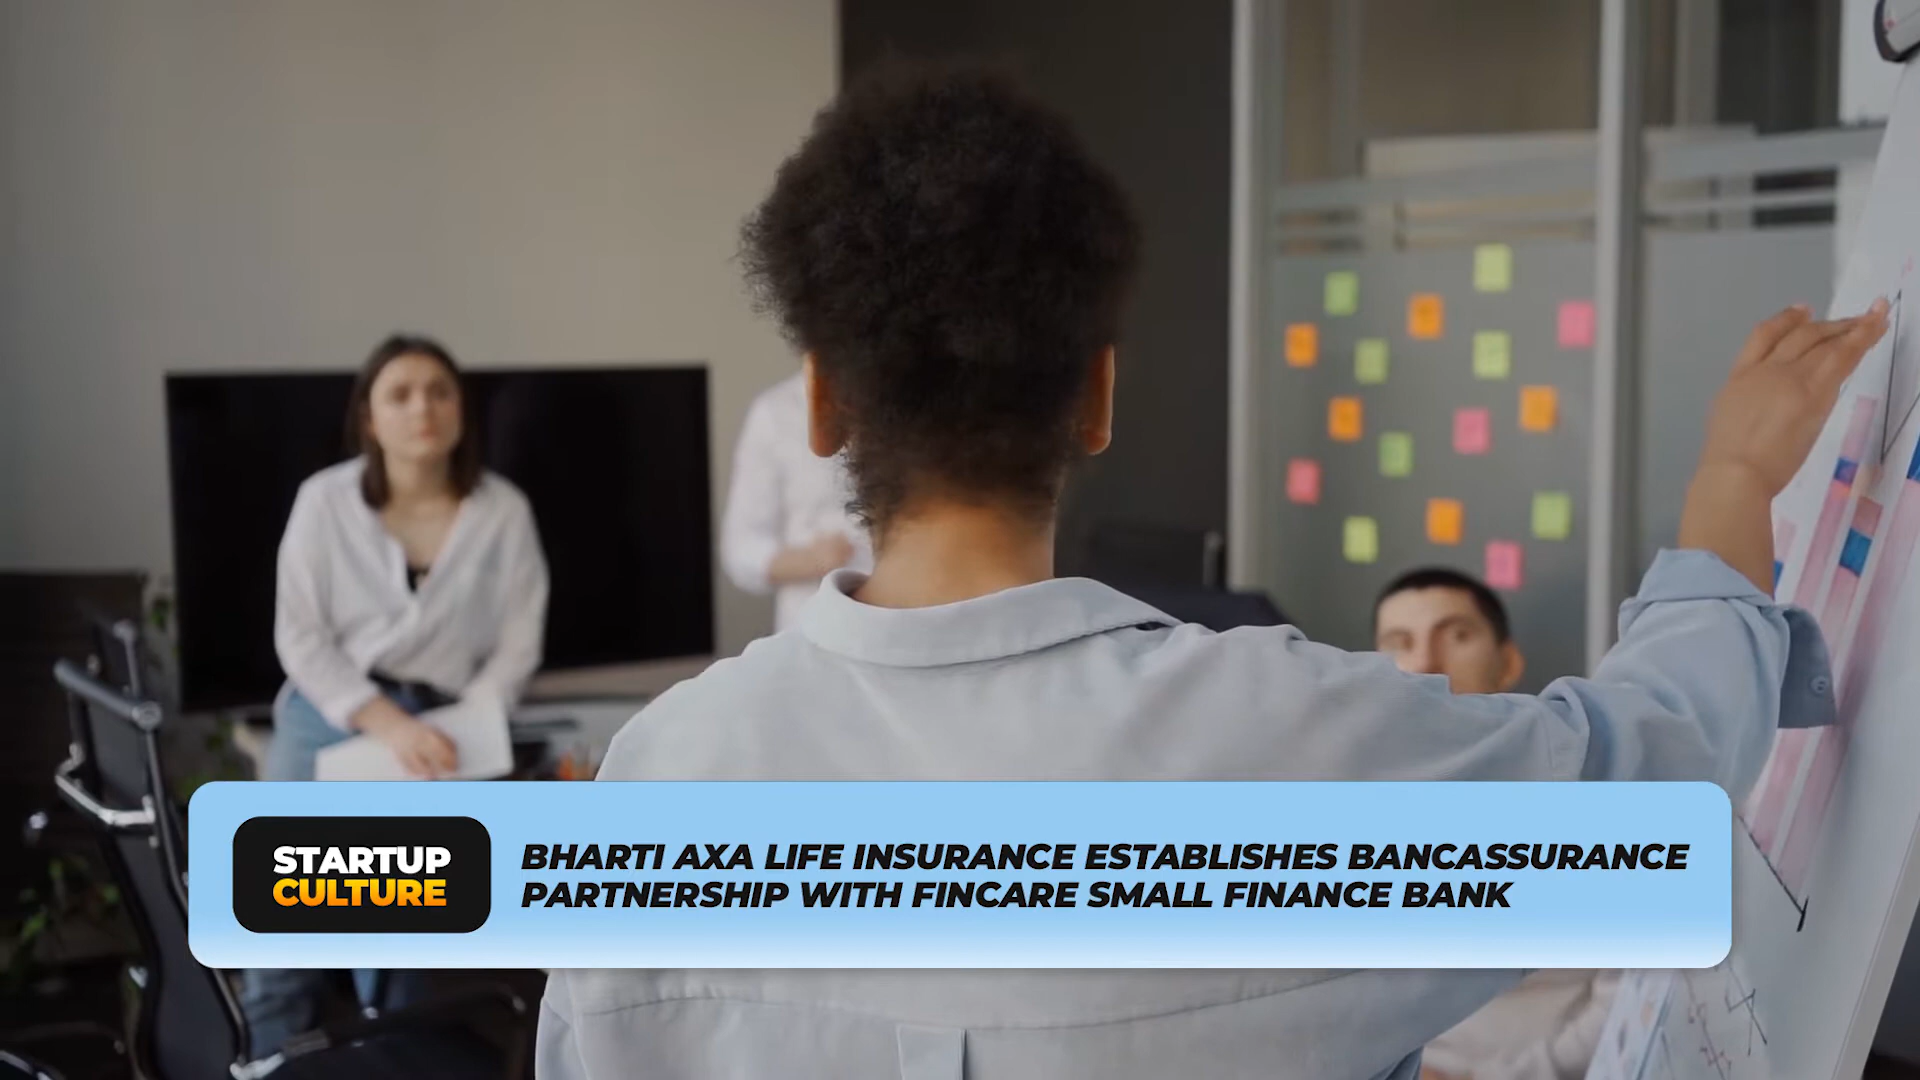 STARTUP
CULTURE
BHARTI AXA LIFE INSURANCE ESTABLISHES BANCASSURANCE
PARTNERSHIP WITH FINCARE SMALL FINANCE BANK